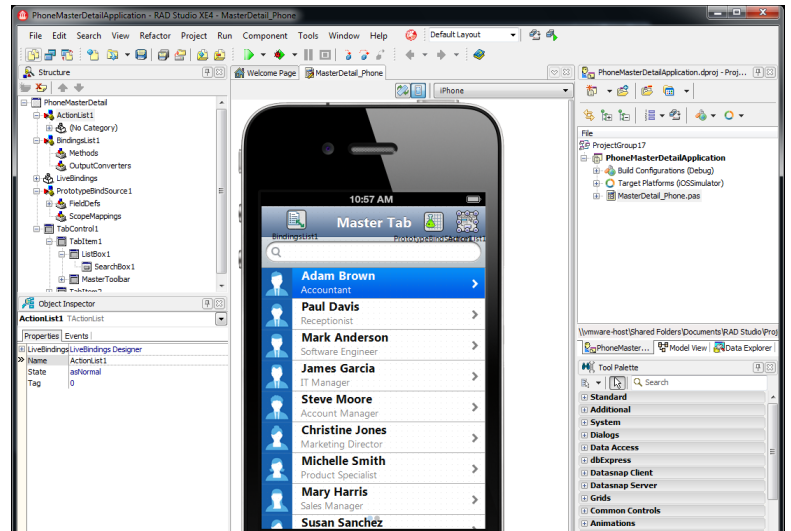 PhoneMasterDetailApplication - RAD Studio XE4 - MasterDetail_Phone
File Edit Search View Refactor Project Run Component Tools Window Help Default Layout
Structure
PhoneMasterDetail
ActionList1
(No Category)
BindingsList1
Methods
OutputConverters
LiveBindings
PrototypeBindSource1
FieldDefs
ScopeMappings
TabControl1
TabItem1
ListBox1
SearchBox1
MasterToolbar
TabItem2
Object Inspector
ActionList1 TActionList
Properties Events
LiveBindings LiveBindings Designer
Name ActionList1
State asNormal
Tag 0
Welcome Page MasterDetail_Phone
iPhone
10:57 AM
Master Tab
BindingsList1
Adam Brown
Accountant
Paul Davis
Receptionist
Mark Anderson
Software Engineer
James Garcia
IT Manager
Steve Moore
Account Manager
Christine Jones
Marketing Director
Michelle Smith
Product Specialist
Mary Harris
Sales Manager
Susan Sanchez
PhoneMasterDetailApplication.dproj - Proj...
File
ProjectGroup17
PhoneMasterDetailApplication
Build Configurations (Debug)
Target Platforms (iOSSimulator)
MasterDetail_Phone.pas
\\vmware-host\Shared Folders\Documents\RAD Studio\Proj
PhoneMaster... Model View Data Explorer
Tool Palette
Search
Standard
Additional
System
Dialogs
Data Access
dbExpress
Datasnap Client
Datasnap Server
Grids
Common Controls
Animations